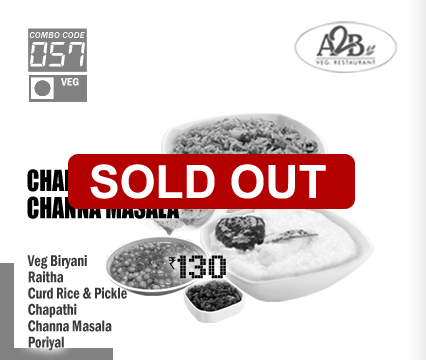 COMBO CODE
057
VEG
A2B
VEG. RESTAURANT
SOLD OUT
CHANNA MASALA
₹130
Veg Biryani
Raitha
Curd Rice & Pickle
Chapathi
Channa Masala
Poriyal